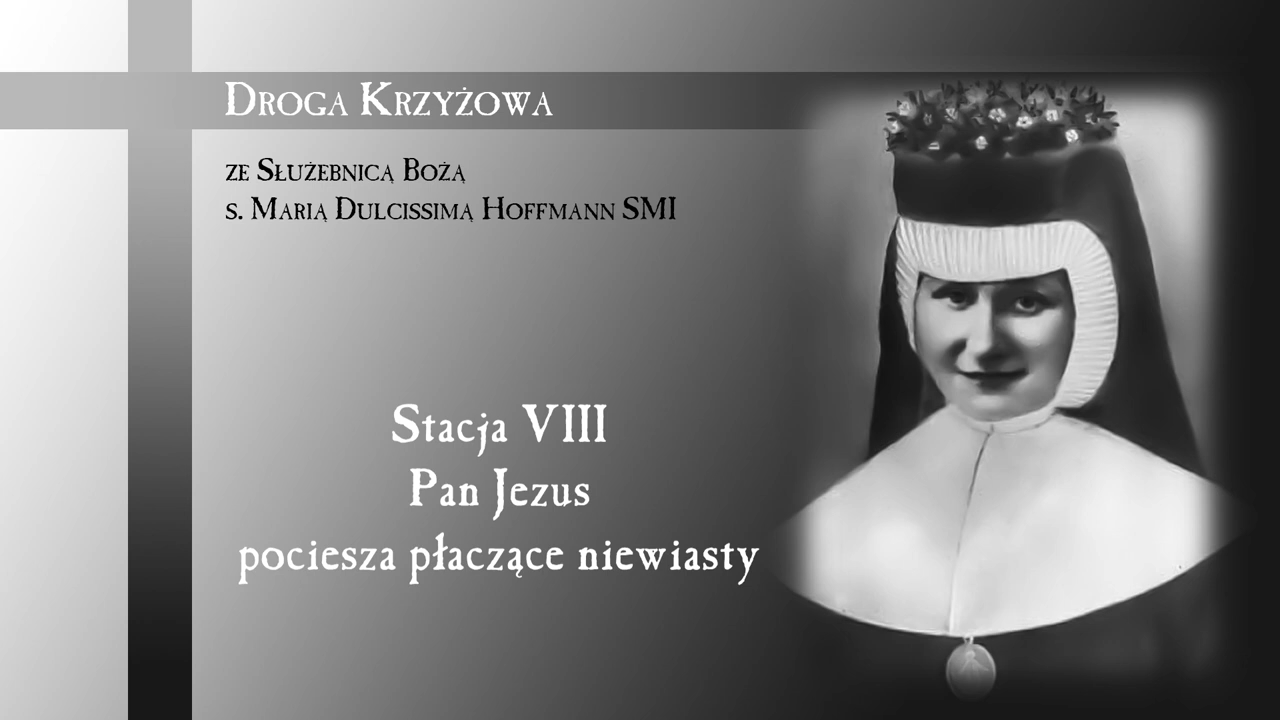 Droga Krzyżowa
ze Służebnicą Bożą
s. Marią Dulcissimą Hoffmann SMI
Stacja VIII
Pan Jezus
pociesza płaczące niewiasty